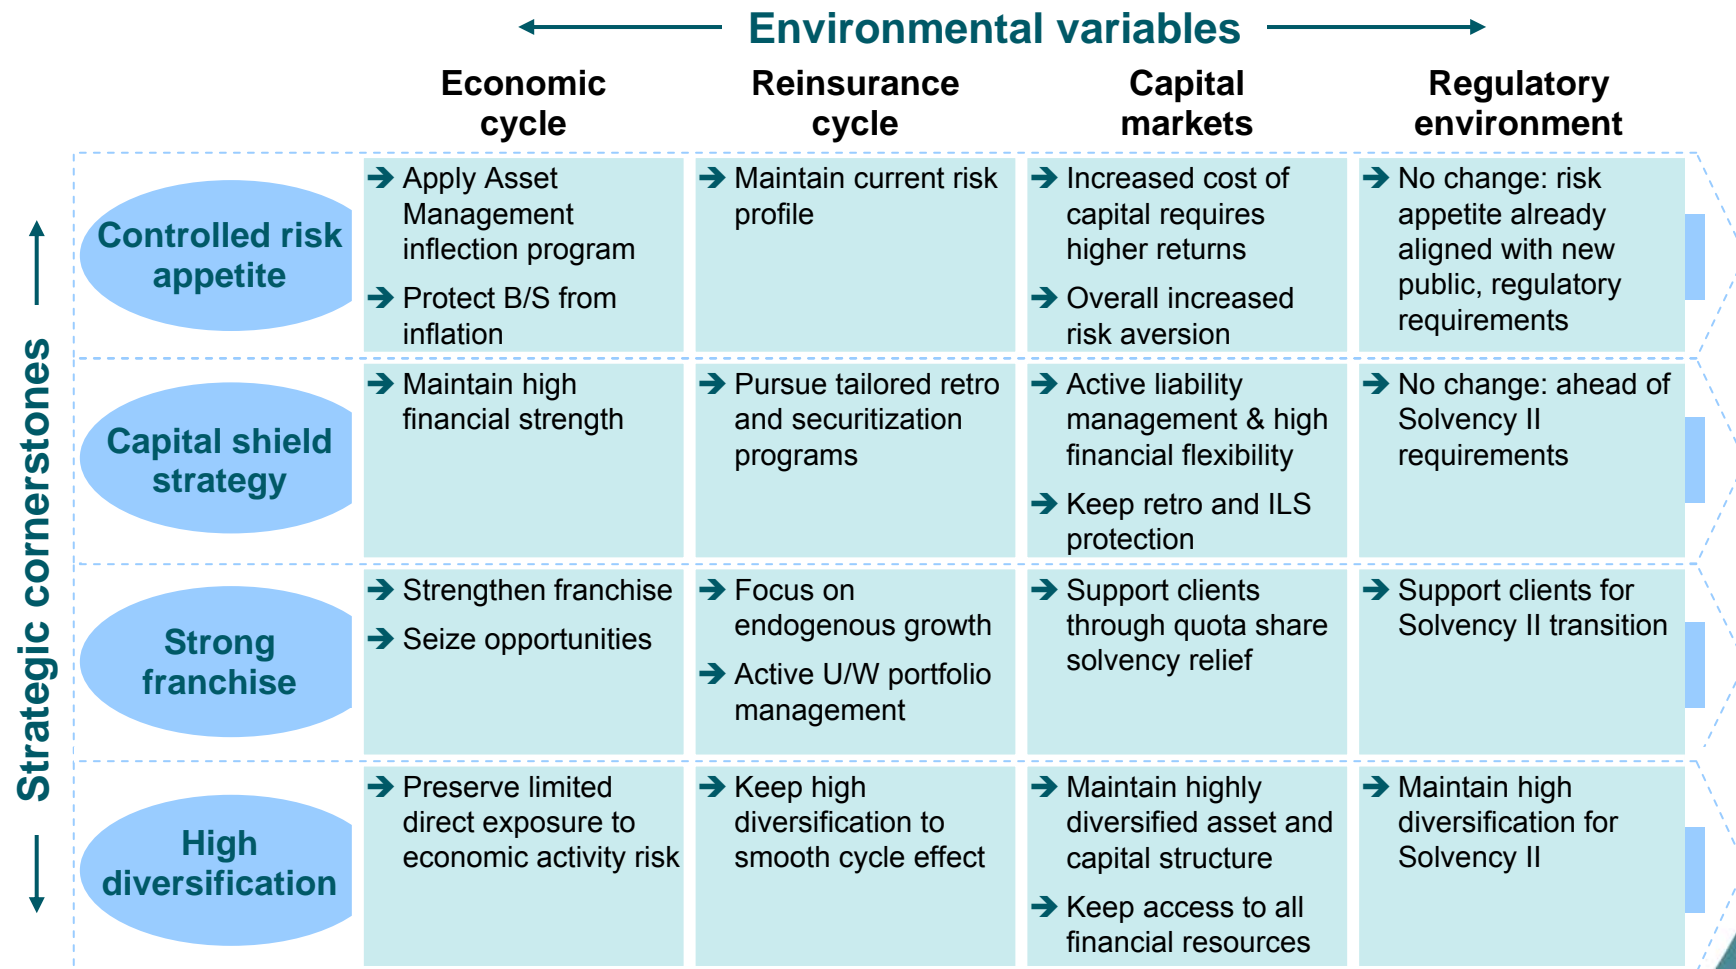 Environmental variables
Economic
cycle
Reinsurance
cycle
Capital
markets
Regulatory
environment
Strategic cornerstones
Controlled risk
appetite
Apply Asset
Management
inflection program
Protect B/S from
inflation
Maintain current risk
profile
Increased cost of
capital requires
higher returns
Overall increased
risk aversion
No change: risk
appetite already
aligned with new
public, regulatory
requirements
Capital shield
strategy
Maintain high
financial strength
Pursue tailored retro
and securitization
programs
Active liability
management & high
financial flexibility
Keep retro and ILS
protection
No change: ahead of
Solvency II
requirements
Strong
franchise
Strengthen franchise
Seize opportunities
Focus on
endogenous growth
Active U/W portfolio
management
Support clients
through quota share
solvency relief
Support clients for
Solvency II transition
High
diversification
Preserve limited
direct exposure to
economic activity risk
Keep high
diversification to
smooth cycle effect
Maintain highly
diversified asset and
capital structure
Keep access to all
financial resources
Maintain high
diversification for
Solvency II